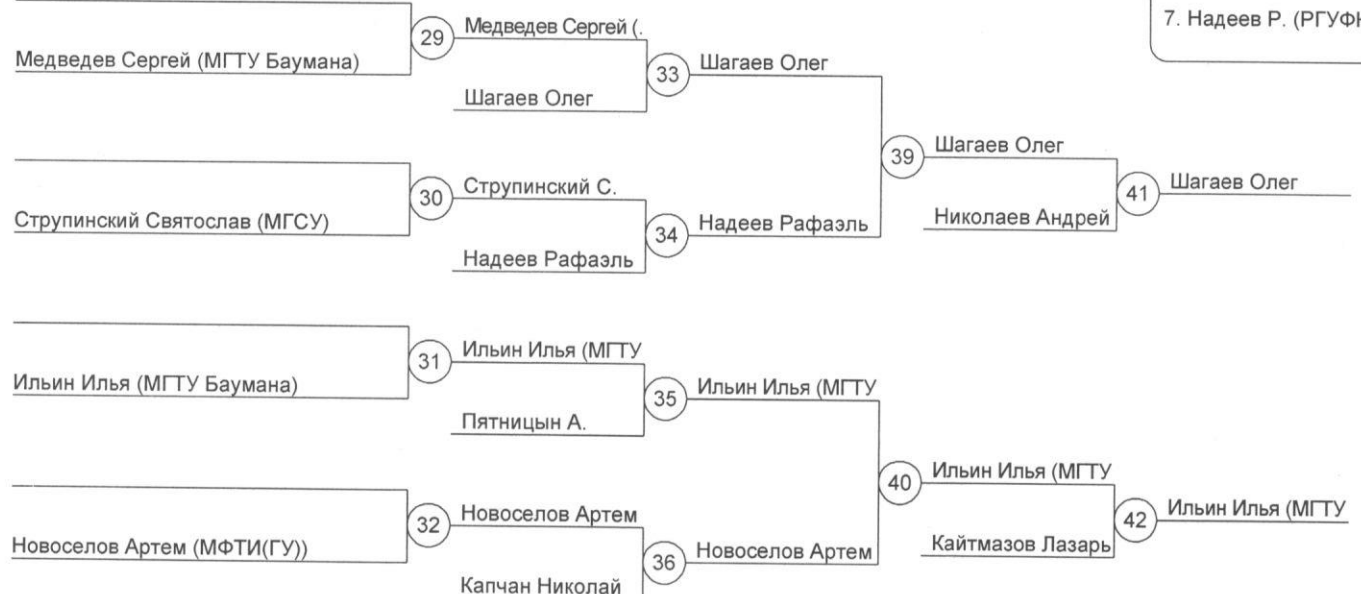 7. Надеев Р. (РГУФК
29
Медведев Сергей (.
Медведев Сергей (МГТУ Баумана)
33
Шагаев Олег
Шагаев Олег
39
Шагаев Олег
30
Струпинский С.
41
Шагаев Олег
Струпинский Святослав (МГСУ)
34
Надеев Рафаэль
Николаев Андрей
Надеев Рафаэль
31
Ильин Илья (МГТУ
Ильин Илья (МГТУ Баумана)
35
Ильин Илья (МГТУ
Пятницын А.
40
Ильин Илья (МГТУ
32
Новоселов Артем
42
Ильин Илья (МГТУ
Новоселов Артем (МФТИ(ГУ))
36
Новоселов Артем
Кайтмазов Лазарь
Капчан Николай